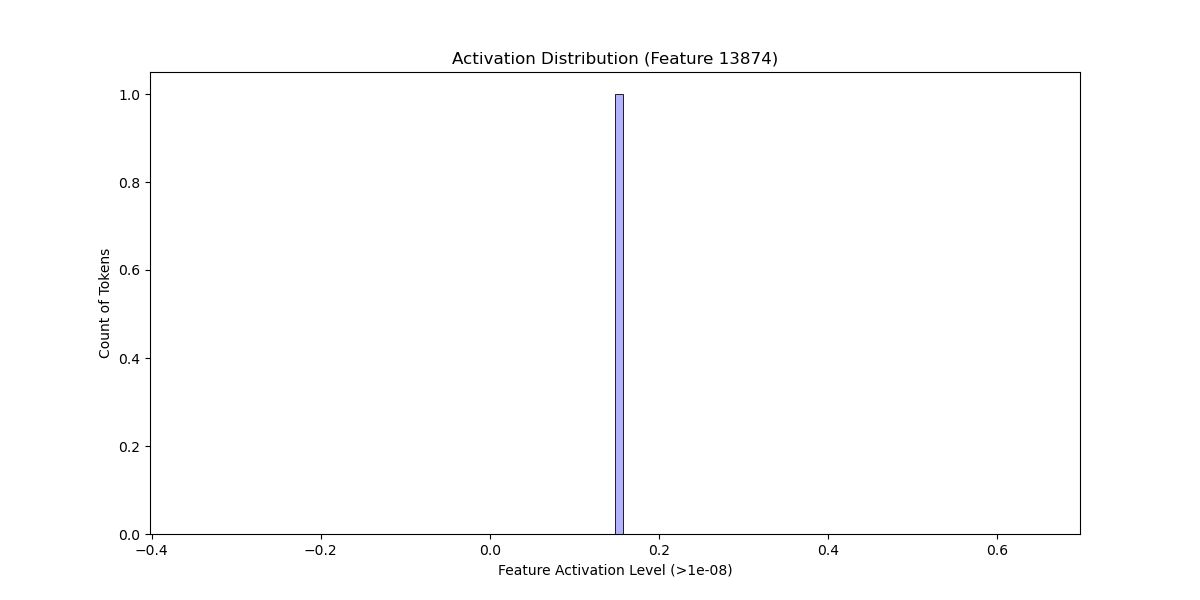 Activation Distribution (Feature 13874)
1.0
0.8
0.6
0.4
0.2
0.0
Count of Tokens
−0.4 −0.2 0.0 0.2 0.4 0.6
Feature Activation Level (>1e-08)